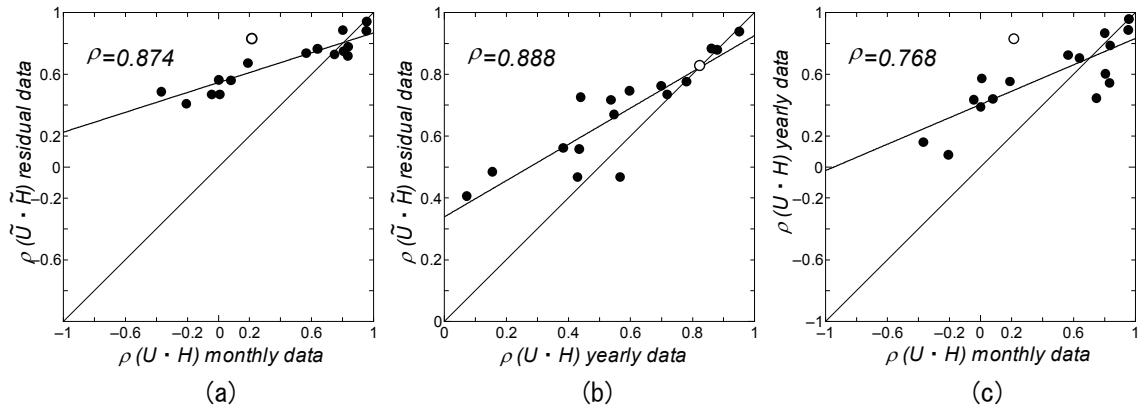 1
0.6
0.2
0
−0.2
−0.6
−1
ρ (Ũ・H̃) residual data
ρ=0.874
−1 −0.6 −0.2 0 0.2 0.6 1
ρ (U・H) monthly data
(a)
1
0.8
0.6
0.4
0.2
0
ρ (Ũ・H̃) residual data
ρ=0.888
0 0.2 0.4 0.6 0.8 1
ρ (U・H) yearly data
(b)
1
0.6
0.2
0
−0.2
−0.6
−1
ρ (U・H) yearly data
ρ=0.768
−1 −0.6 −0.2 0 0.2 0.6 1
ρ (U・H) monthly data
(c)